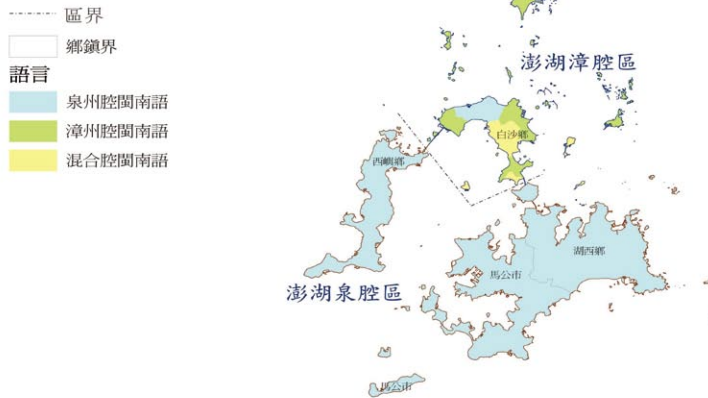 區界
鄉鎮界
語言
泉州腔閩南語
漳州腔閩南語
混合腔閩南語
澎湖漳腔區
白沙鄉
西嶼鄉
湖西鄉
馬公市
澎湖泉腔區
馬公市